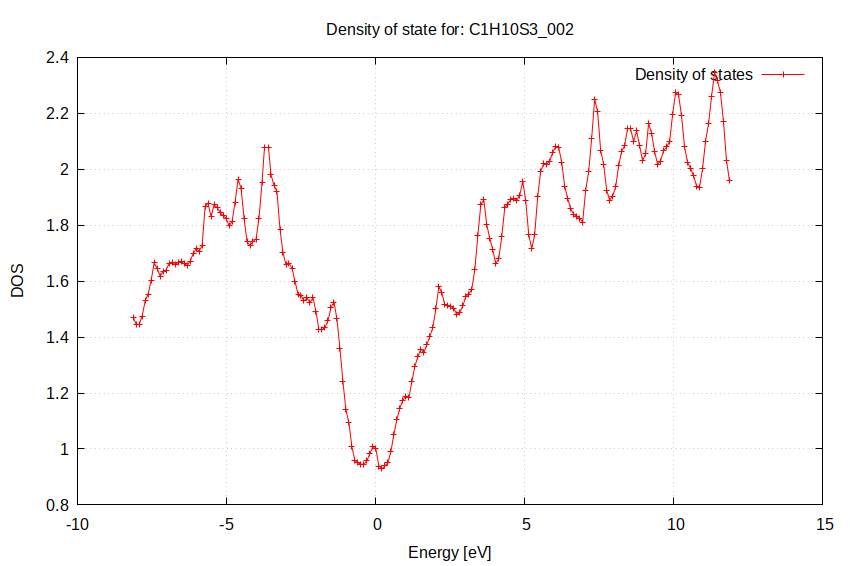 Density of state for: C1H10S3_002
2.4
2.2
2
1.8
1.6
1.4
1.2
1
0.8
DOS
Density of states
-10 -5 0 5 10 15
Energy [eV]